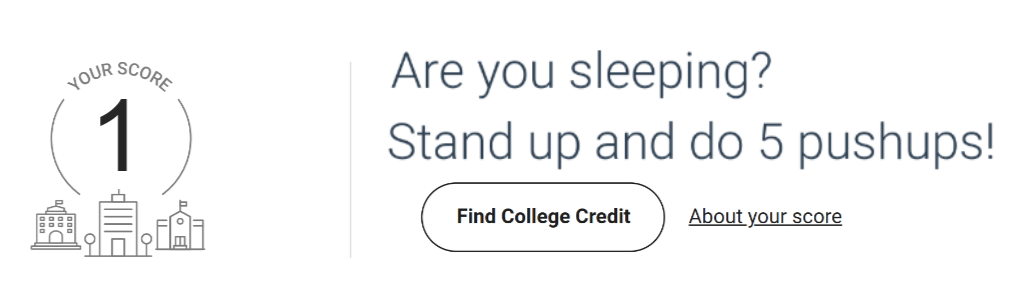 YOUR SCORE
1
Are you sleeping?
Stand up and do 5 pushups!
Find College Credit
About your score